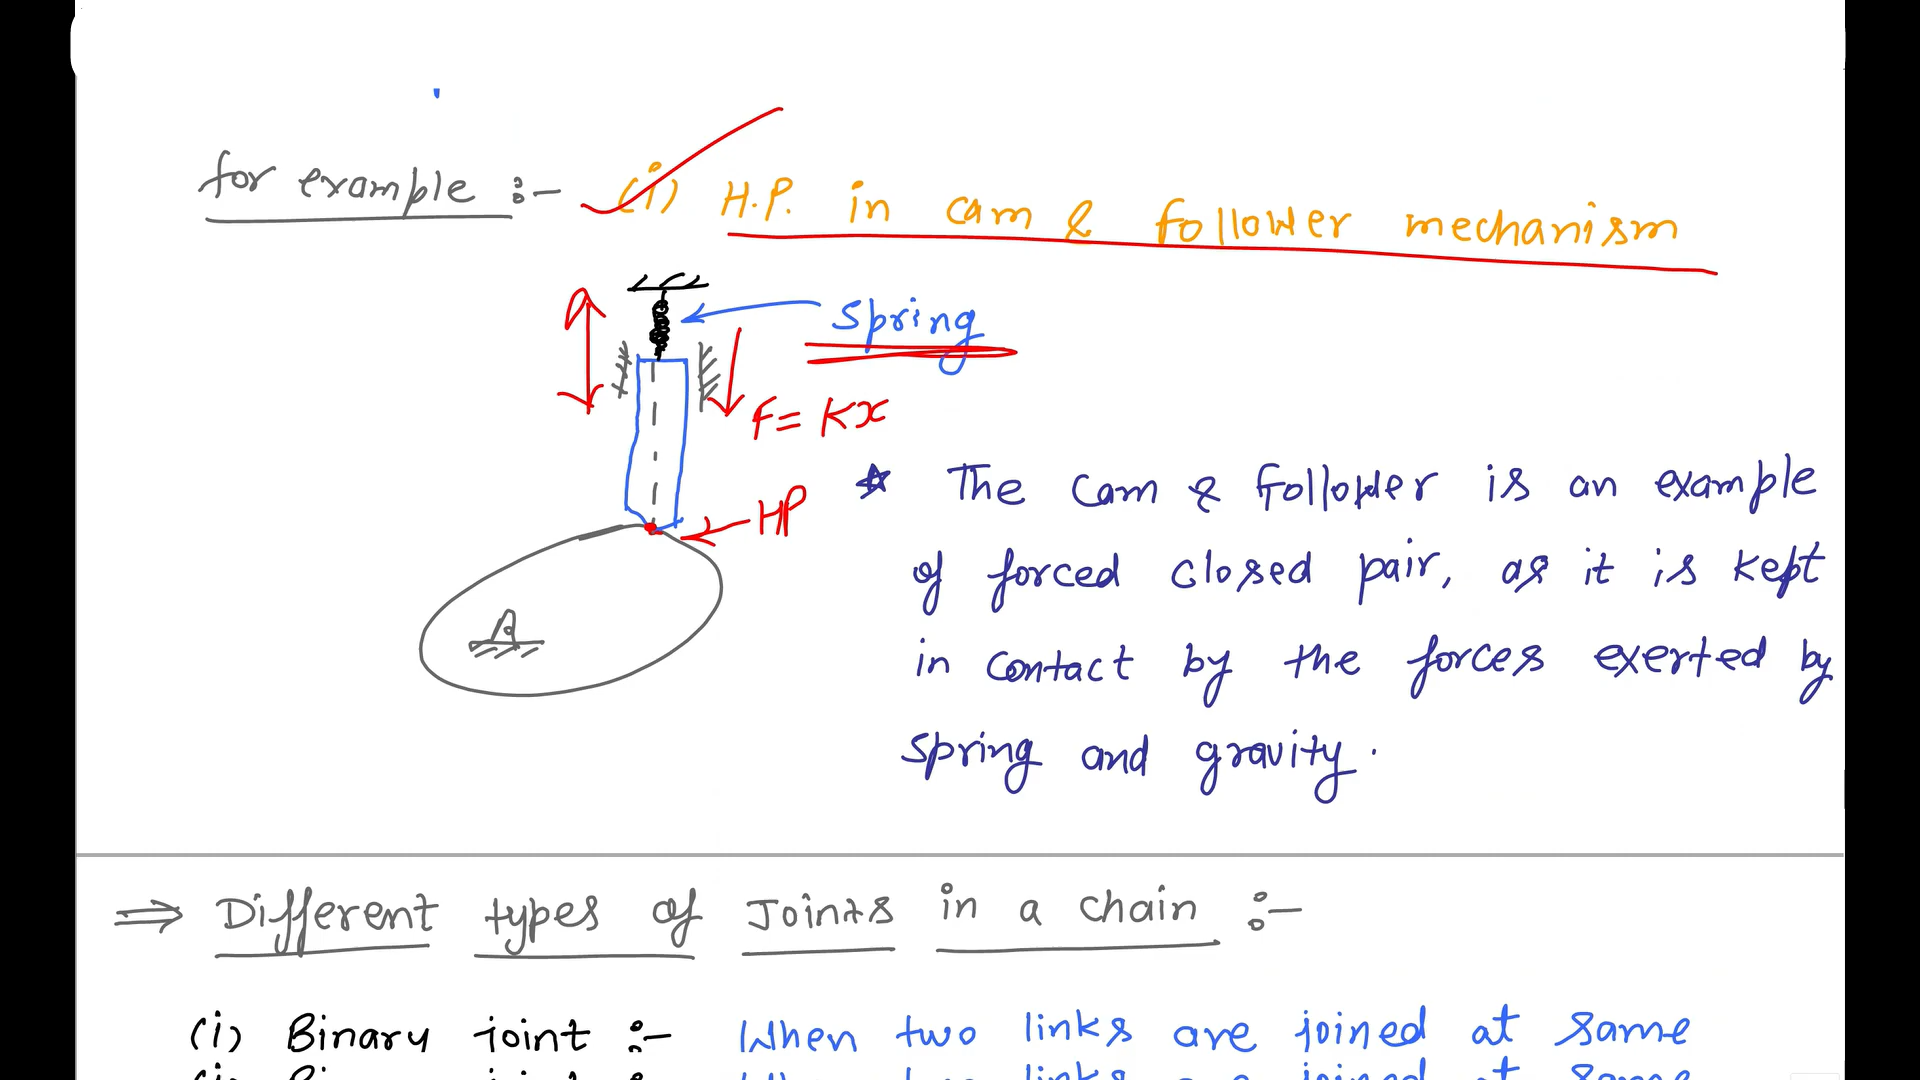 for example :-
(i) H.P. in cam & follower mechanism
spring
F = Kx
HP
The cam & follower is an example
of forced closed pair, as it is kept
in contact by the forces exerted by
spring and gravity.
⇒ Different types of Joints in a chain :-
(i) Binary joint :- When two links are joined at same